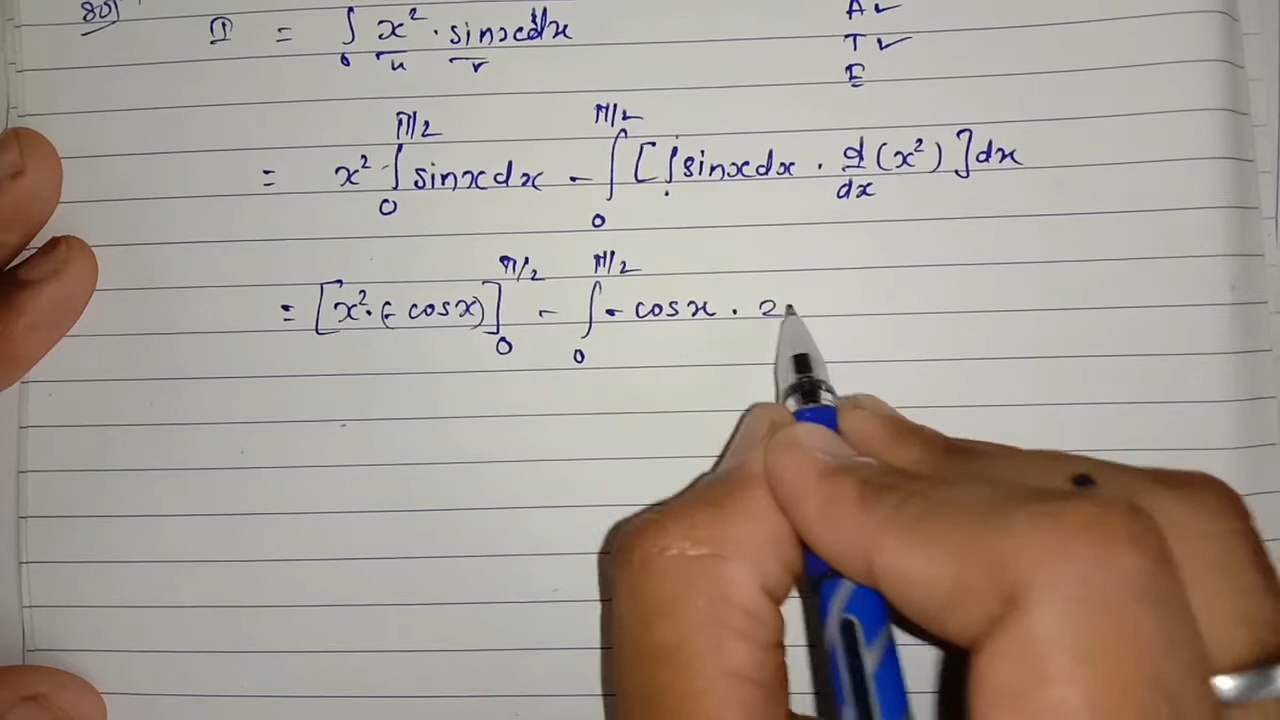 80)
I = ∫₀ x² · sinx dx
u v
A ✓
T ✓
E
= x² · ∫₀^{π/2} sinx dx - ∫₀^{π/2} [∫sinx dx · d/dx (x²)] dx
= [x² · (- cosx)]₀^{π/2} - ∫₀^{π/2} - cosx · 2